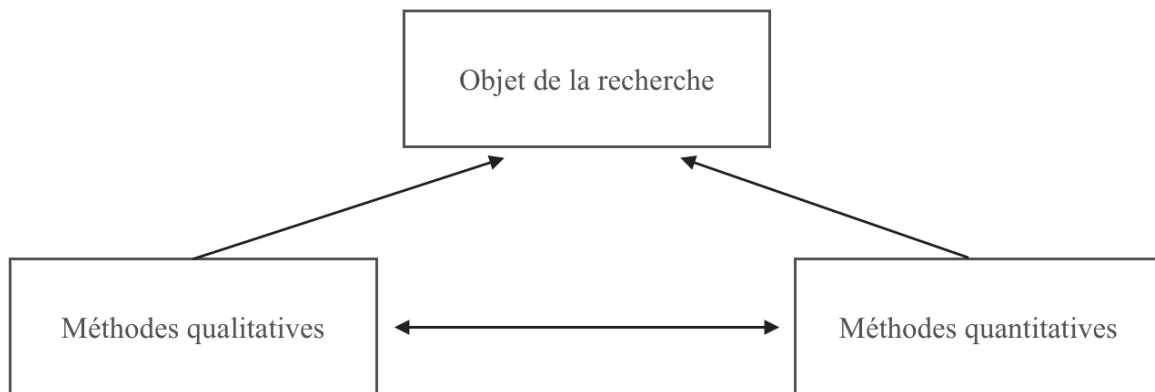 Objet de la recherche
Méthodes qualitatives
Méthodes quantitatives